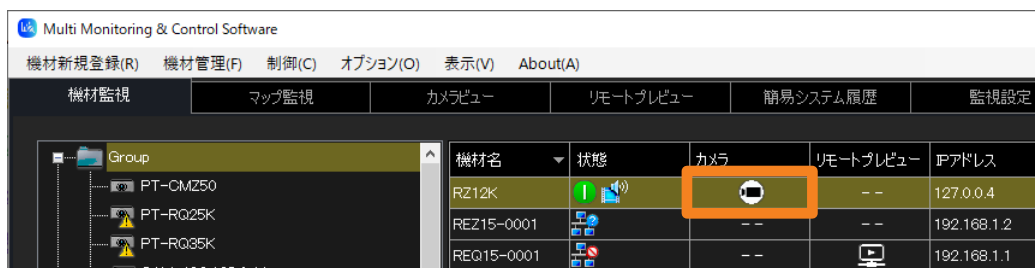 Multi Monitoring & Control Software
機材新規登録(R) 機材管理(F) 制御(C) オプション(O) 表示(V) About(A)
機材監視 マップ監視 カメラビュー リモートプレビュー 簡易システム履歴 監視設定
Group
PT-CMZ50
PT-RQ25K
PT-RQ35K
機材名 状態 カメラ リモートプレビュー IPアドレス
RZ12K -- 127.0.0.4
REZ15-0001 -- -- 192.168.1.2
REQ15-0001 -- 192.168.1.1